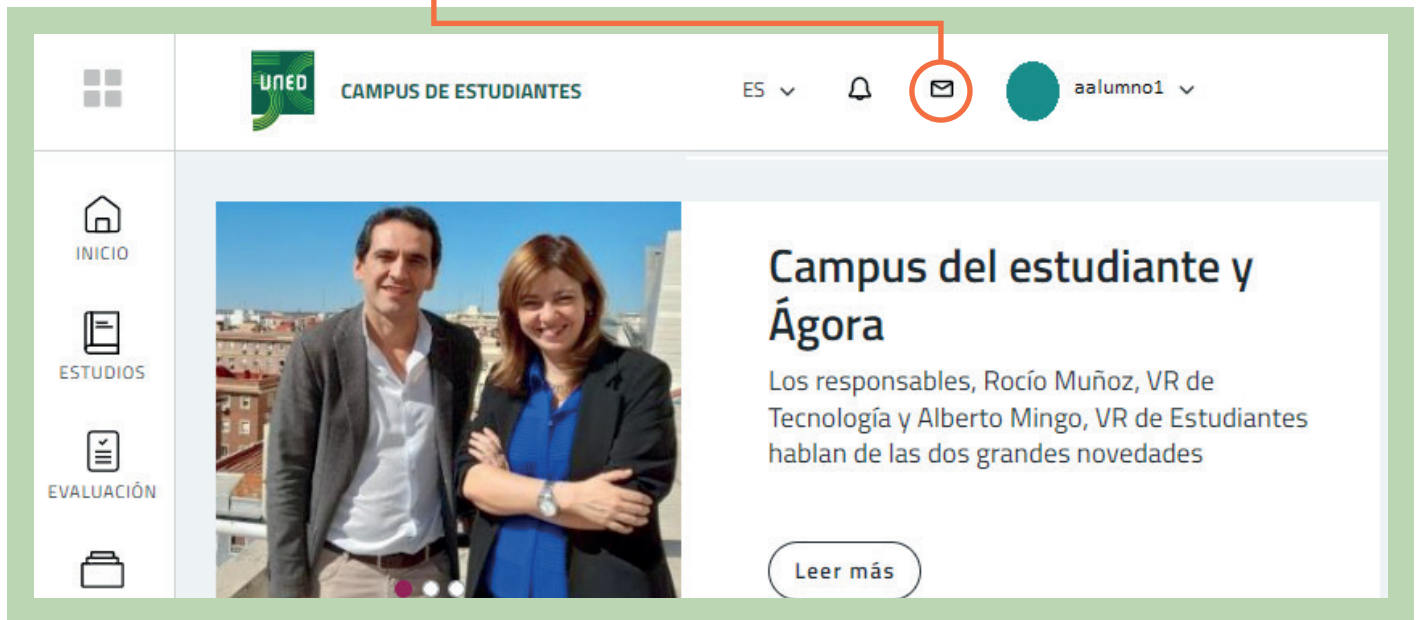 UNED
CAMPUS DE ESTUDIANTES
ES
aalumno1
INICIO
ESTUDIOS
EVALUACIÓN
Campus del estudiante y
Ágora
Los responsables, Rocío Muñoz, VR de
Tecnología y Alberto Mingo, VR de Estudiantes
hablan de las dos grandes novedades
Leer más